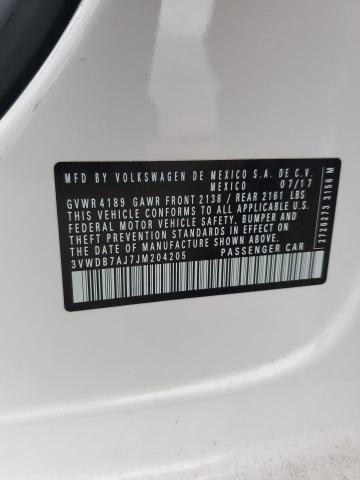 MFD BY VOLKSWAGEN DE MEXICO S.A. DE C.V.
MEXICO 07/17
GVWR 4189 GAWR FRONT 2138 / REAR 2161 LBS
THIS VEHICLE CONFORMS TO ALL APPLICABLE U.S.
FEDERAL MOTOR VEHICLE SAFETY, BUMPER AND
THEFT PREVENTION STANDARDS IN EFFECT ON
THE DATE OF MANUFACTURE SHOWN ABOVE.
3VWDB7AJ7JM204205 PASSENGER CAR
2720273 3156 M